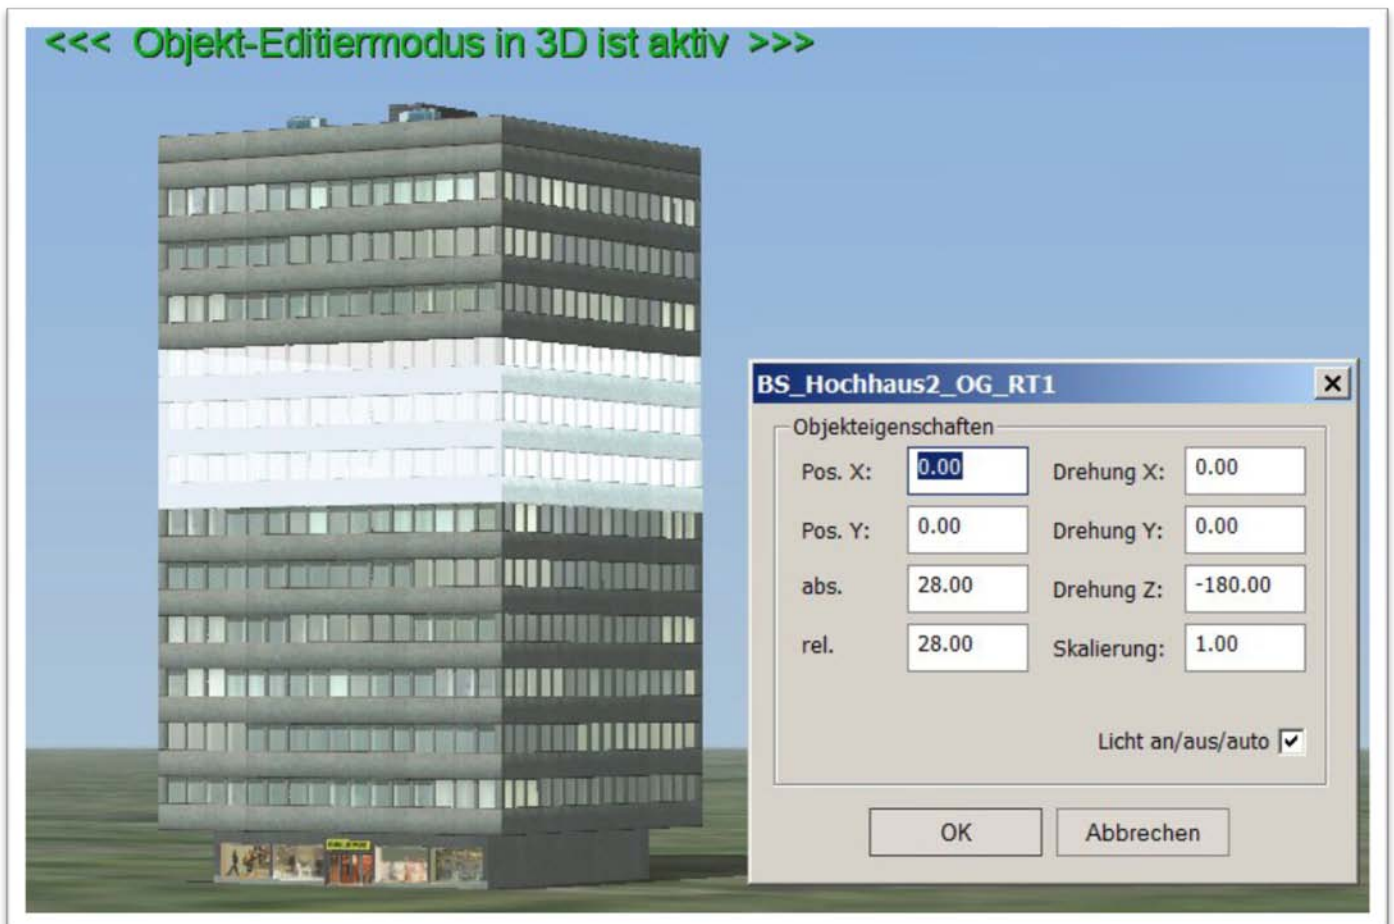 <<< Objekt-Editiermodus in 3D ist aktiv >>>
BS_Hochhaus2_OG_RT1
Objekteigenschaften
Pos. X: 0.00 Drehung X: 0.00
Pos. Y: 0.00 Drehung Y: 0.00
abs. 28.00 Drehung Z: -180.00
rel. 28.00 Skalierung: 1.00
Licht an/aus/auto
OK Abbrechen